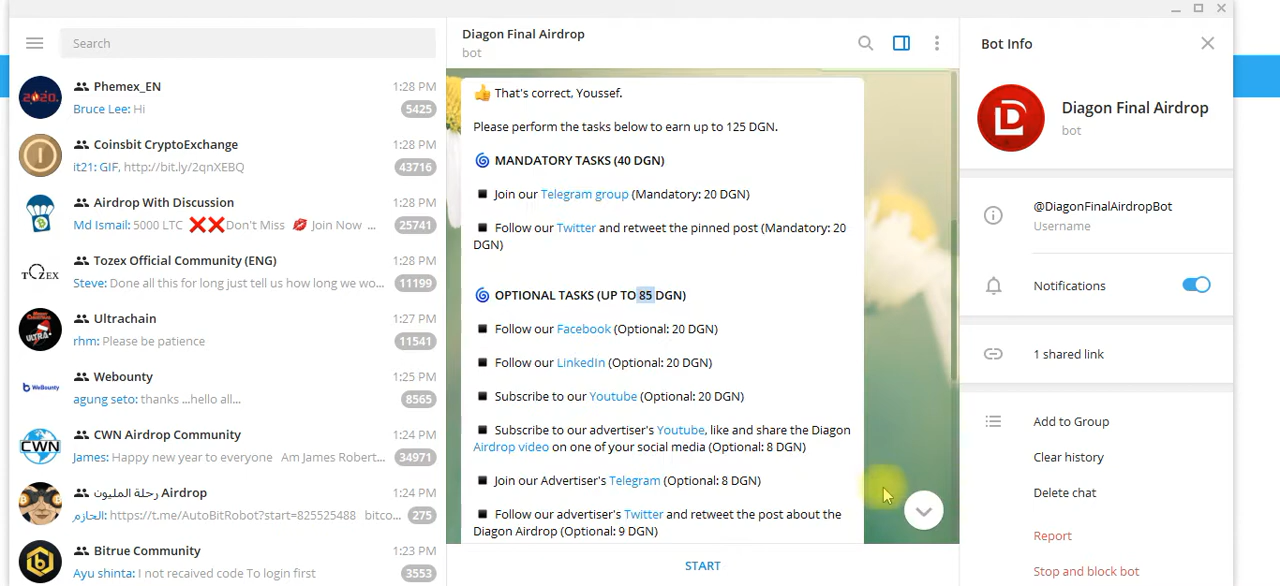 Search
Phemex_EN
1:28 PM
Bruce Lee: Hi
5425
Coinsbit CryptoExchange
1:28 PM
it21: GIF, http://bit.ly/2qnXEBQ
43716
Airdrop With Discussion
1:28 PM
Md Ismail: 5000 LTC ❌❌Don't Miss 💋 Join Now ...
25741
TOZEX
Tozex Official Community (ENG)
1:28 PM
Steve: Done all this for long just tell us how long we wo...
11199
ULTRA
Ultrachain
1:27 PM
rhm: Please be patience
11541
WeBounty
Webounty
1:25 PM
agung seto: thanks ...hello all...
8565
CWN
CWN Airdrop Community
1:24 PM
James: Happy new year to everyone Am James Robert...
34971
رحلة المليون Airdrop
1:24 PM
الحازم: https://t.me/AutoBitRobot?start=825525488 bitco...
275
Bitrue Community
1:23 PM
Ayu shinta: I not recaived code To login first
3553
Diagon Final Airdrop
bot
👍 That's correct, Youssef.
Please perform the tasks below to earn up to 125 DGN.
🌀 MANDATORY TASKS (40 DGN)
◾ Join our Telegram group (Mandatory: 20 DGN)
◾ Follow our Twitter and retweet the pinned post (Mandatory: 20
DGN)
🌀 OPTIONAL TASKS (UP TO 85 DGN)
◾ Follow our Facebook (Optional: 20 DGN)
◾ Follow our LinkedIn (Optional: 20 DGN)
◾ Subscribe to our Youtube (Optional: 20 DGN)
◾ Subscribe to our advertiser's Youtube, like and share the Diagon
Airdrop video on one of your social media (Optional: 8 DGN)
◾ Join our Advertiser's Telegram (Optional: 8 DGN)
◾ Follow our advertiser's Twitter and retweet the post about the
Diagon Airdrop (Optional: 9 DGN)
START
Bot Info
Diagon Final Airdrop
bot
@DiagonFinalAirdropBot
Username
Notifications
1 shared link
Add to Group
Clear history
Delete chat
Report
Stop and block bot